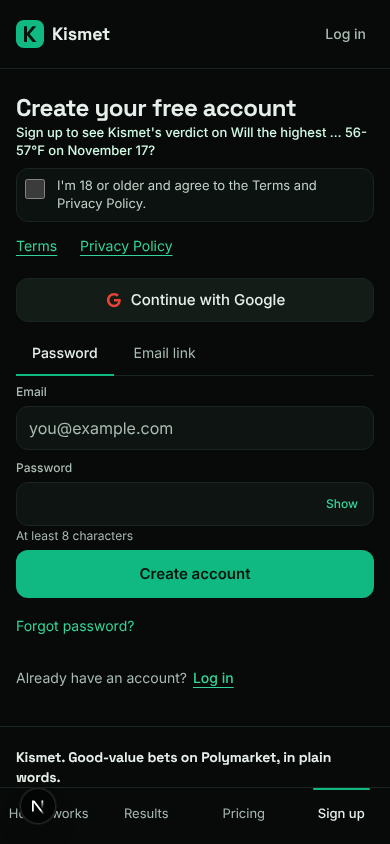 K Kismet
Log in
Create your free account
Sign up to see Kismet's verdict on Will the highest ... 56-
57°F on November 17?
I'm 18 or older and agree to the Terms and
Privacy Policy.
Terms Privacy Policy
G Continue with Google
Password Email link
Email
you@example.com
Password
Show
At least 8 characters
Create account
Forgot password?
Already have an account? Log in
Kismet. Good-value bets on Polymarket, in plain
words.
N works Results Pricing Sign up